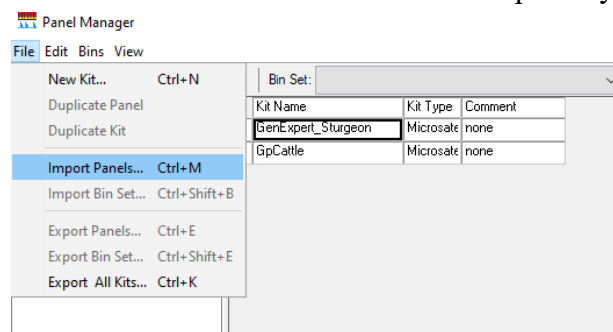 Panel Manager
File Edit Bins View
New Kit... Ctrl+N
Duplicate Panel
Duplicate Kit
Import Panels... Ctrl+M
Import Bin Set... Ctrl+Shift+B
Export Panels... Ctrl+E
Export Bin Set... Ctrl+Shift+E
Export All Kits... Ctrl+K
Bin Set:
Kit Name Kit Type Comment
GenExpert_Sturgeon Microsate none
GpCattle Microsate none